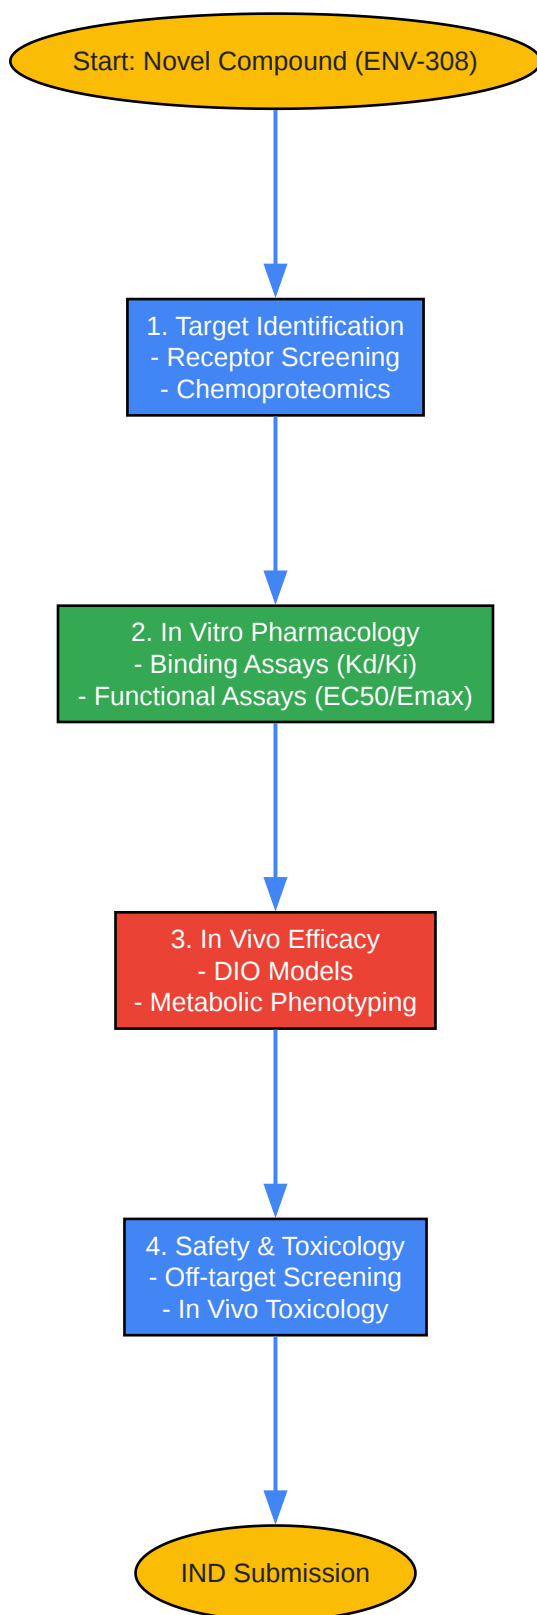 Start: Novel Compound (ENV-308)
1. Target Identification
- Receptor Screening
- Chemoproteomics
2. In Vitro Pharmacology
- Binding Assays (Kd/Ki)
- Functional Assays (EC50/Emax)
3. In Vivo Efficacy
- DIO Models
- Metabolic Phenotyping
4. Safety & Toxicology
- Off-target Screening
- In Vivo Toxicology
IND Submission